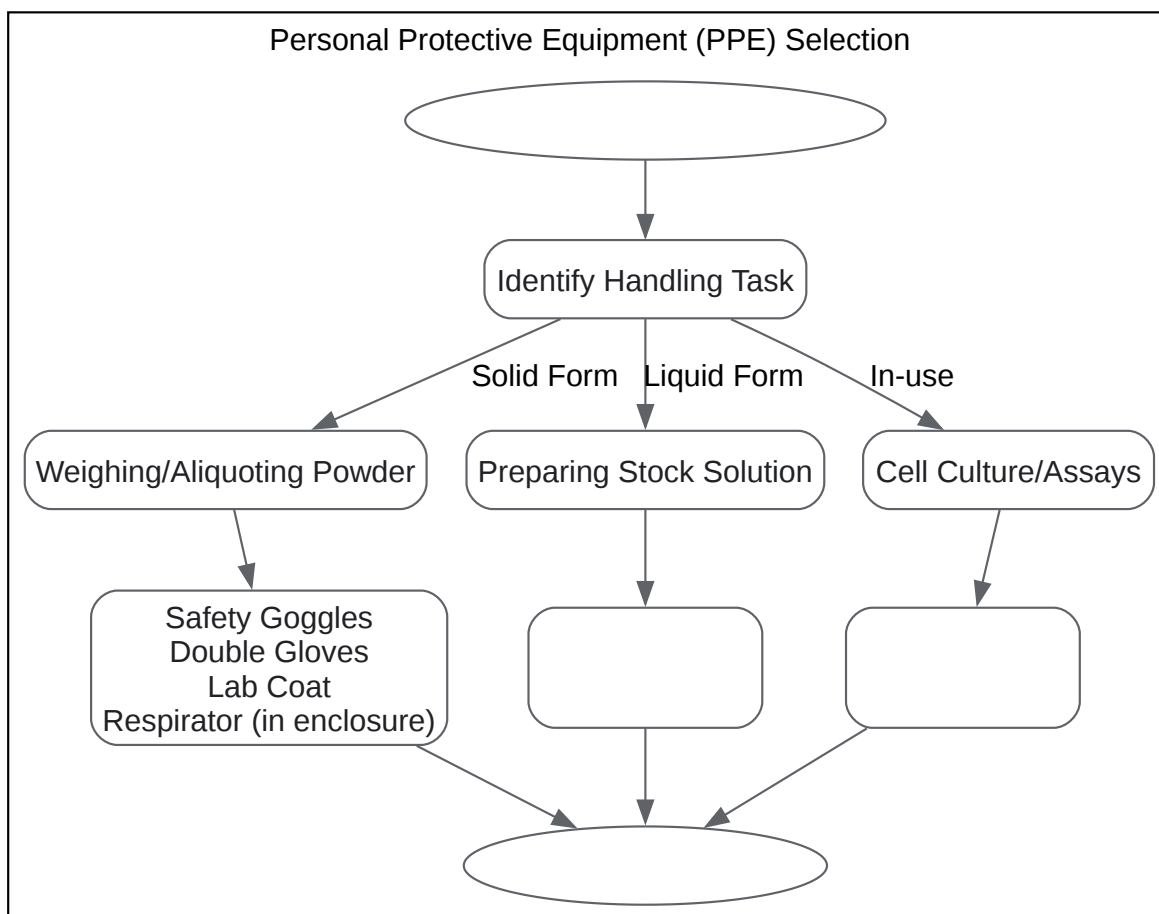 Personal Protective Equipment (PPE) Selection
Identify Handling Task
Solid Form
Liquid Form
In-use
Weighing/Aliquoting Powder
Preparing Stock Solution
Cell Culture/Assays
Safety Goggles
Double Gloves
Lab Coat
Respirator (in enclosure)